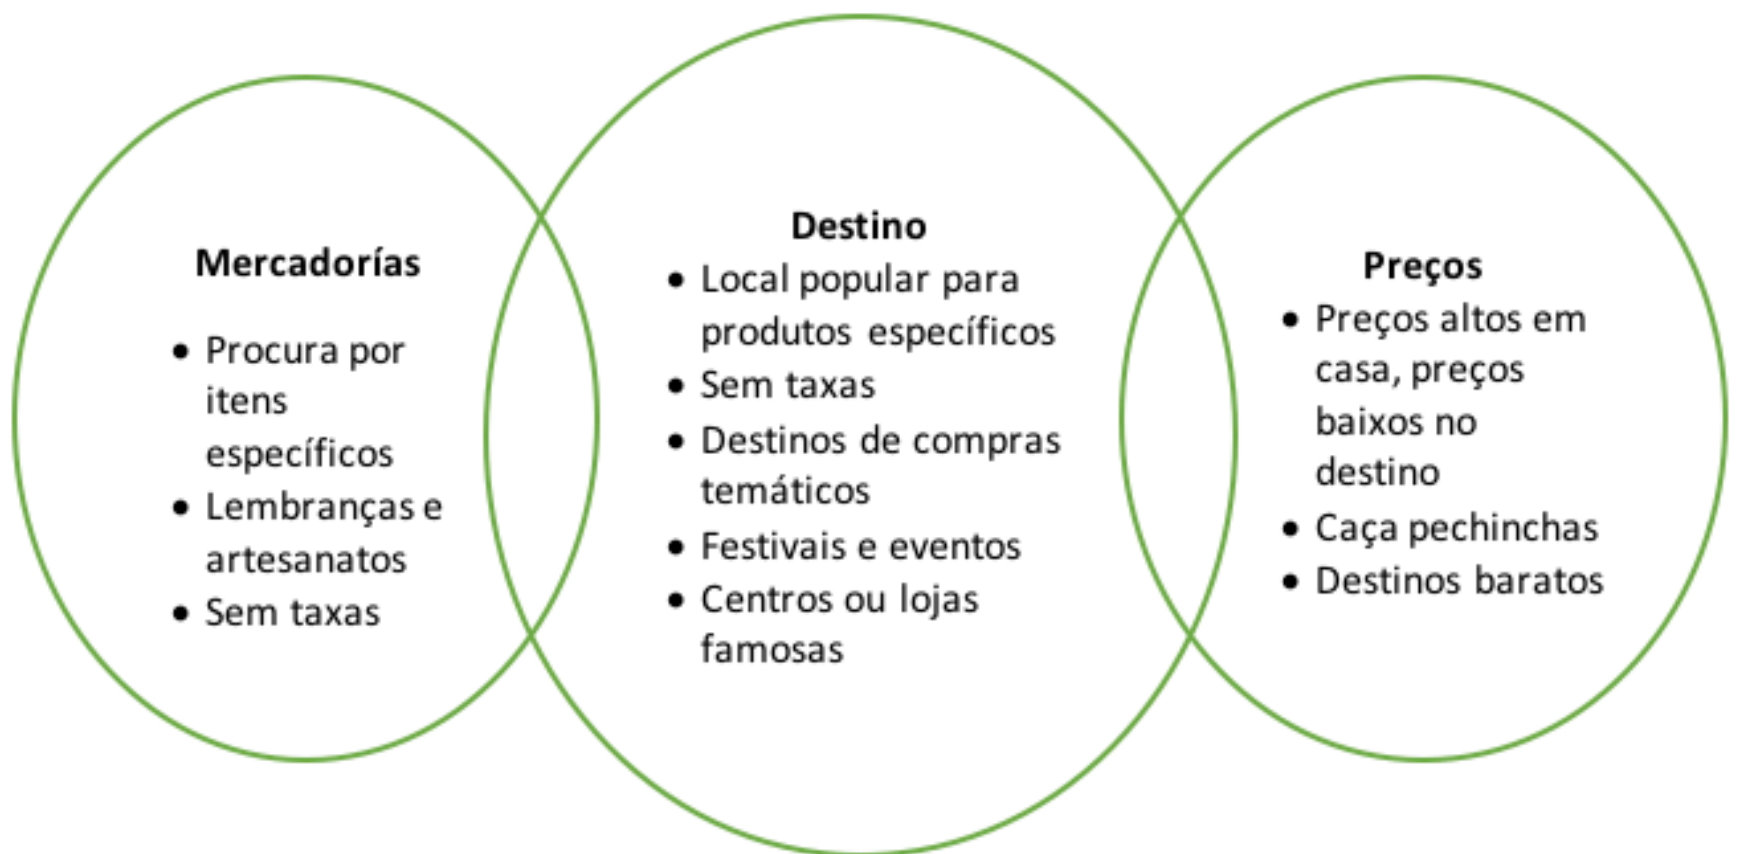 Mercadorías
• Procura por
itens
específicos
• Lembranças e
artesanatos
• Sem taxas
Destino
• Local popular para
produtos específicos
• Sem taxas
• Destinos de compras
temáticos
• Festivais e eventos
• Centros ou lojas
famosas
Preços
• Preços altos em
casa, preços
baixos no
destino
• Caça pechinchas
• Destinos baratos